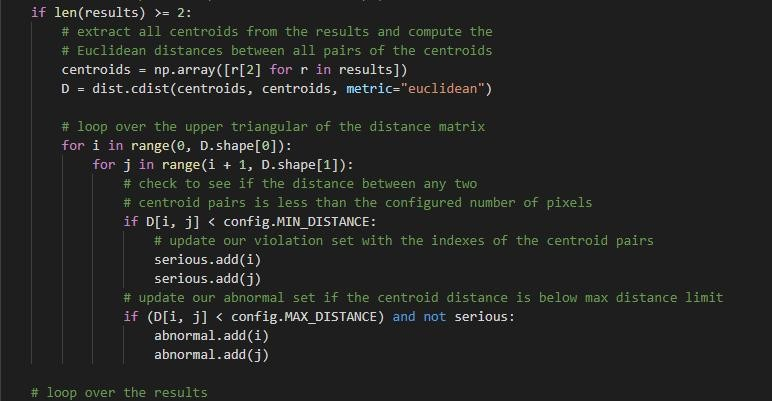 if len(results) >= 2:
# extract all centroids from the results and compute the
# Euclidean distances between all pairs of the centroids
centroids = np.array([r[2] for r in results])
D = dist.cdist(centroids, centroids, metric="euclidean")
# loop over the upper triangular of the distance matrix
for i in range(0, D.shape[0]):
for j in range(i + 1, D.shape[1]):
# check to see if the distance between any two
# centroid pairs is less than the configured number of pixels
if D[i, j] < config.MIN_DISTANCE:
# update our violation set with the indexes of the centroid pairs
serious.add(i)
serious.add(j)
# update our abnormal set if the centroid distance is below max distance limit
if (D[i, j] < config.MAX_DISTANCE) and not serious:
abnormal.add(i)
abnormal.add(j)
# loop over the results